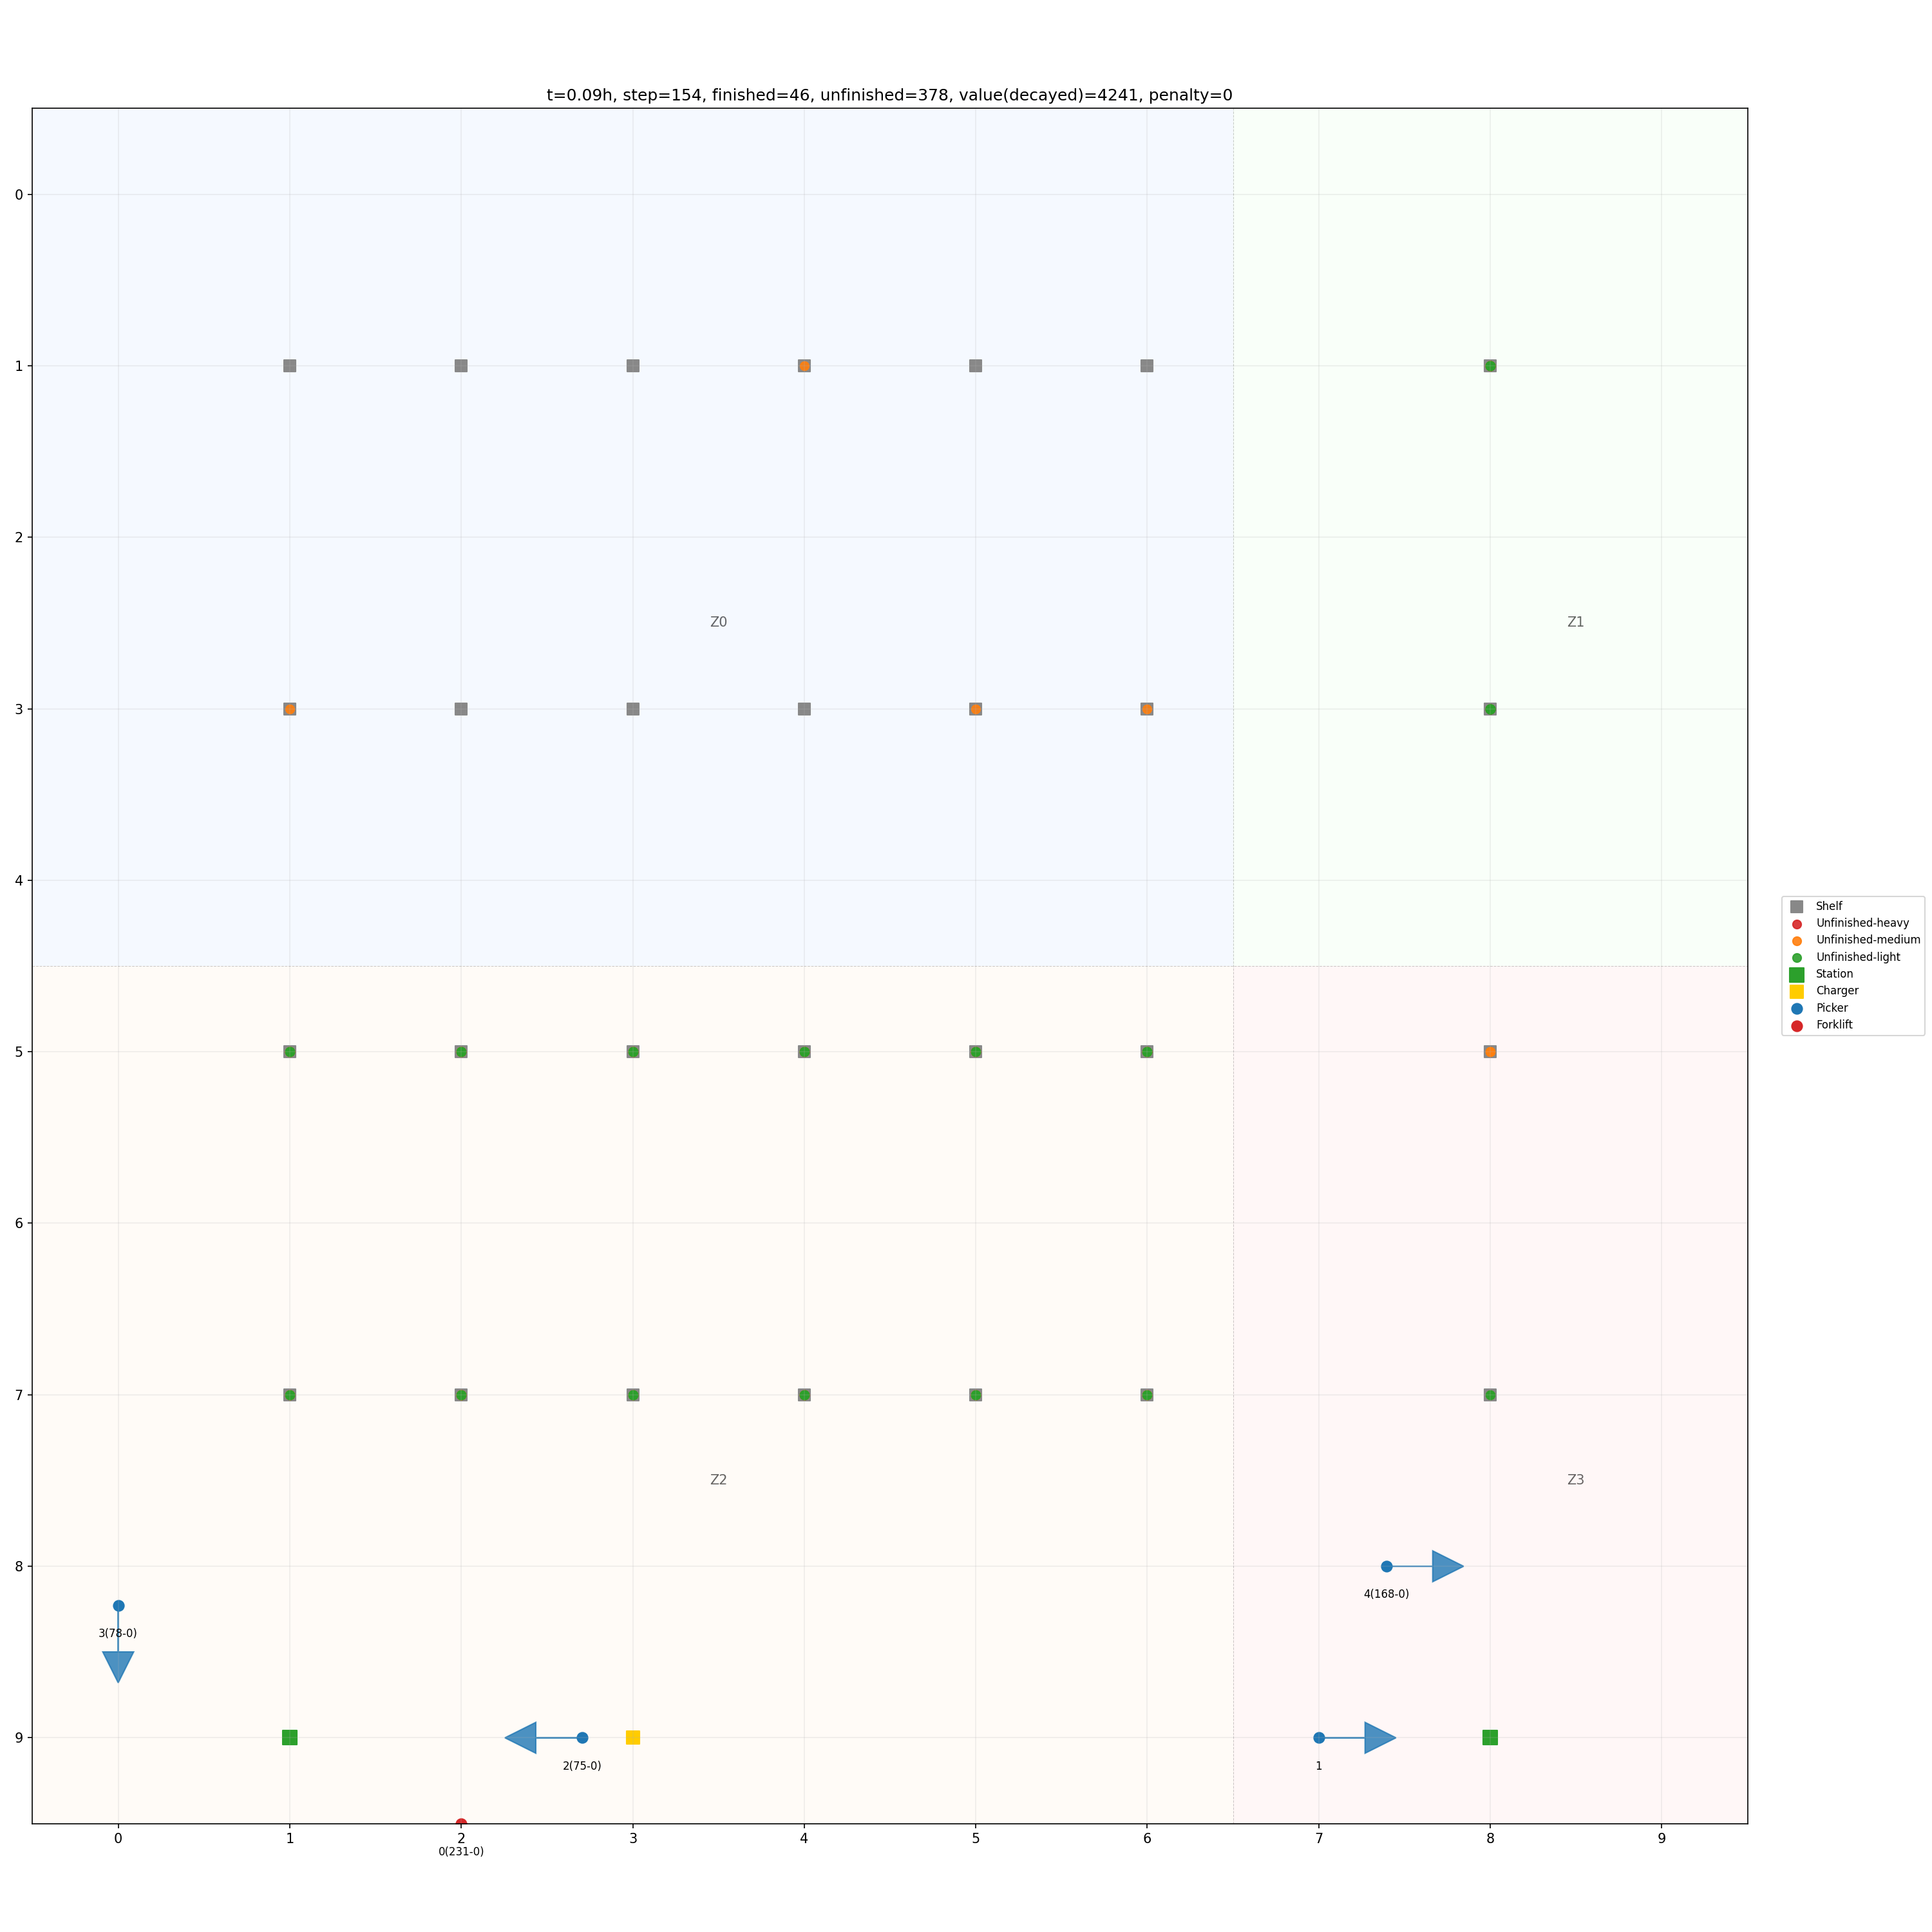 t=0.09h, step=154, finished=46, unfinished=378, value(decayed)=4241, penalty=0
0
1
2
Z0
Z1
3
4
Shelf
Unfinished-heavy
Unfinished-medium
Unfinished-light
Station
Charger
Picker
Forklift
5
6
7
Z2
Z3
8
4(168-0)
3(78-0)
9
2(75-0)
1
0 1 2 3 4 5 6 7 8 9
0(231-0)